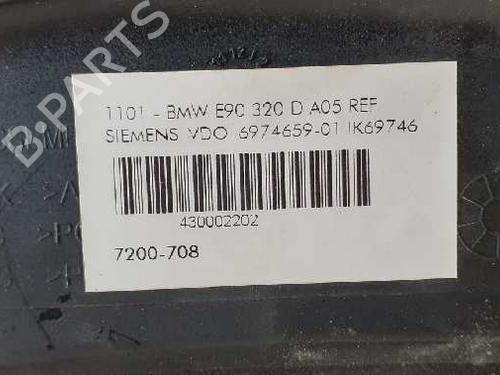 B-PARTS
1101 - BMW E90 320 D A05 REF
SIEMENS VDO 6974659-01 IK69746
430002202
7200-708